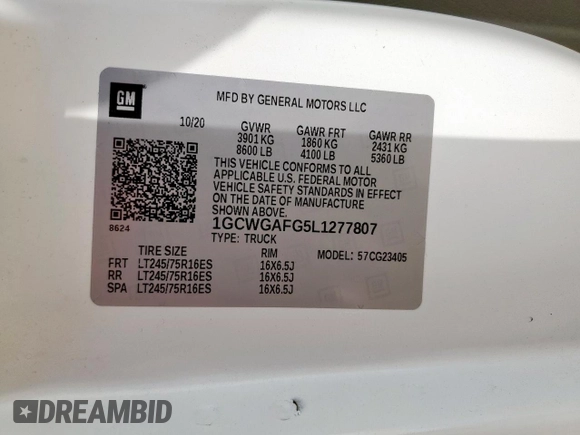 GM
MFD BY GENERAL MOTORS LLC
10/20 GVWR GAWR FRT GAWR RR
3901 KG 1860 KG 2431 KG
8600 LB 4100 LB 5360 LB
THIS VEHICLE CONFORMS TO ALL
APPLICABLE U.S. FEDERAL MOTOR
VEHICLE SAFETY STANDARDS IN EFFECT
ON THE DATE OF MANUFACTURE
1GCWGAFG5L1277807
8624 TYPE: TRUCK
TIRE SIZE RIM MODEL: 57CG23405
FRT LT245/75R16ES 16X6.5J
RR LT245/75R16ES 16X6.5J
SPA LT245/75R16ES 16X6.5J
DREAMBID